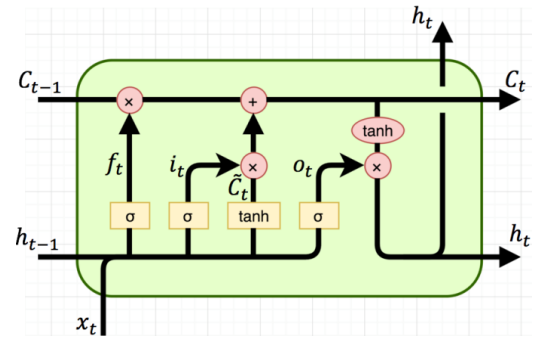 h_t
C_{t-1} × + C_t
tanh
f_t i_t × o_t ×
C̃_t
σ σ tanh σ
h_{t-1} h_t
x_t